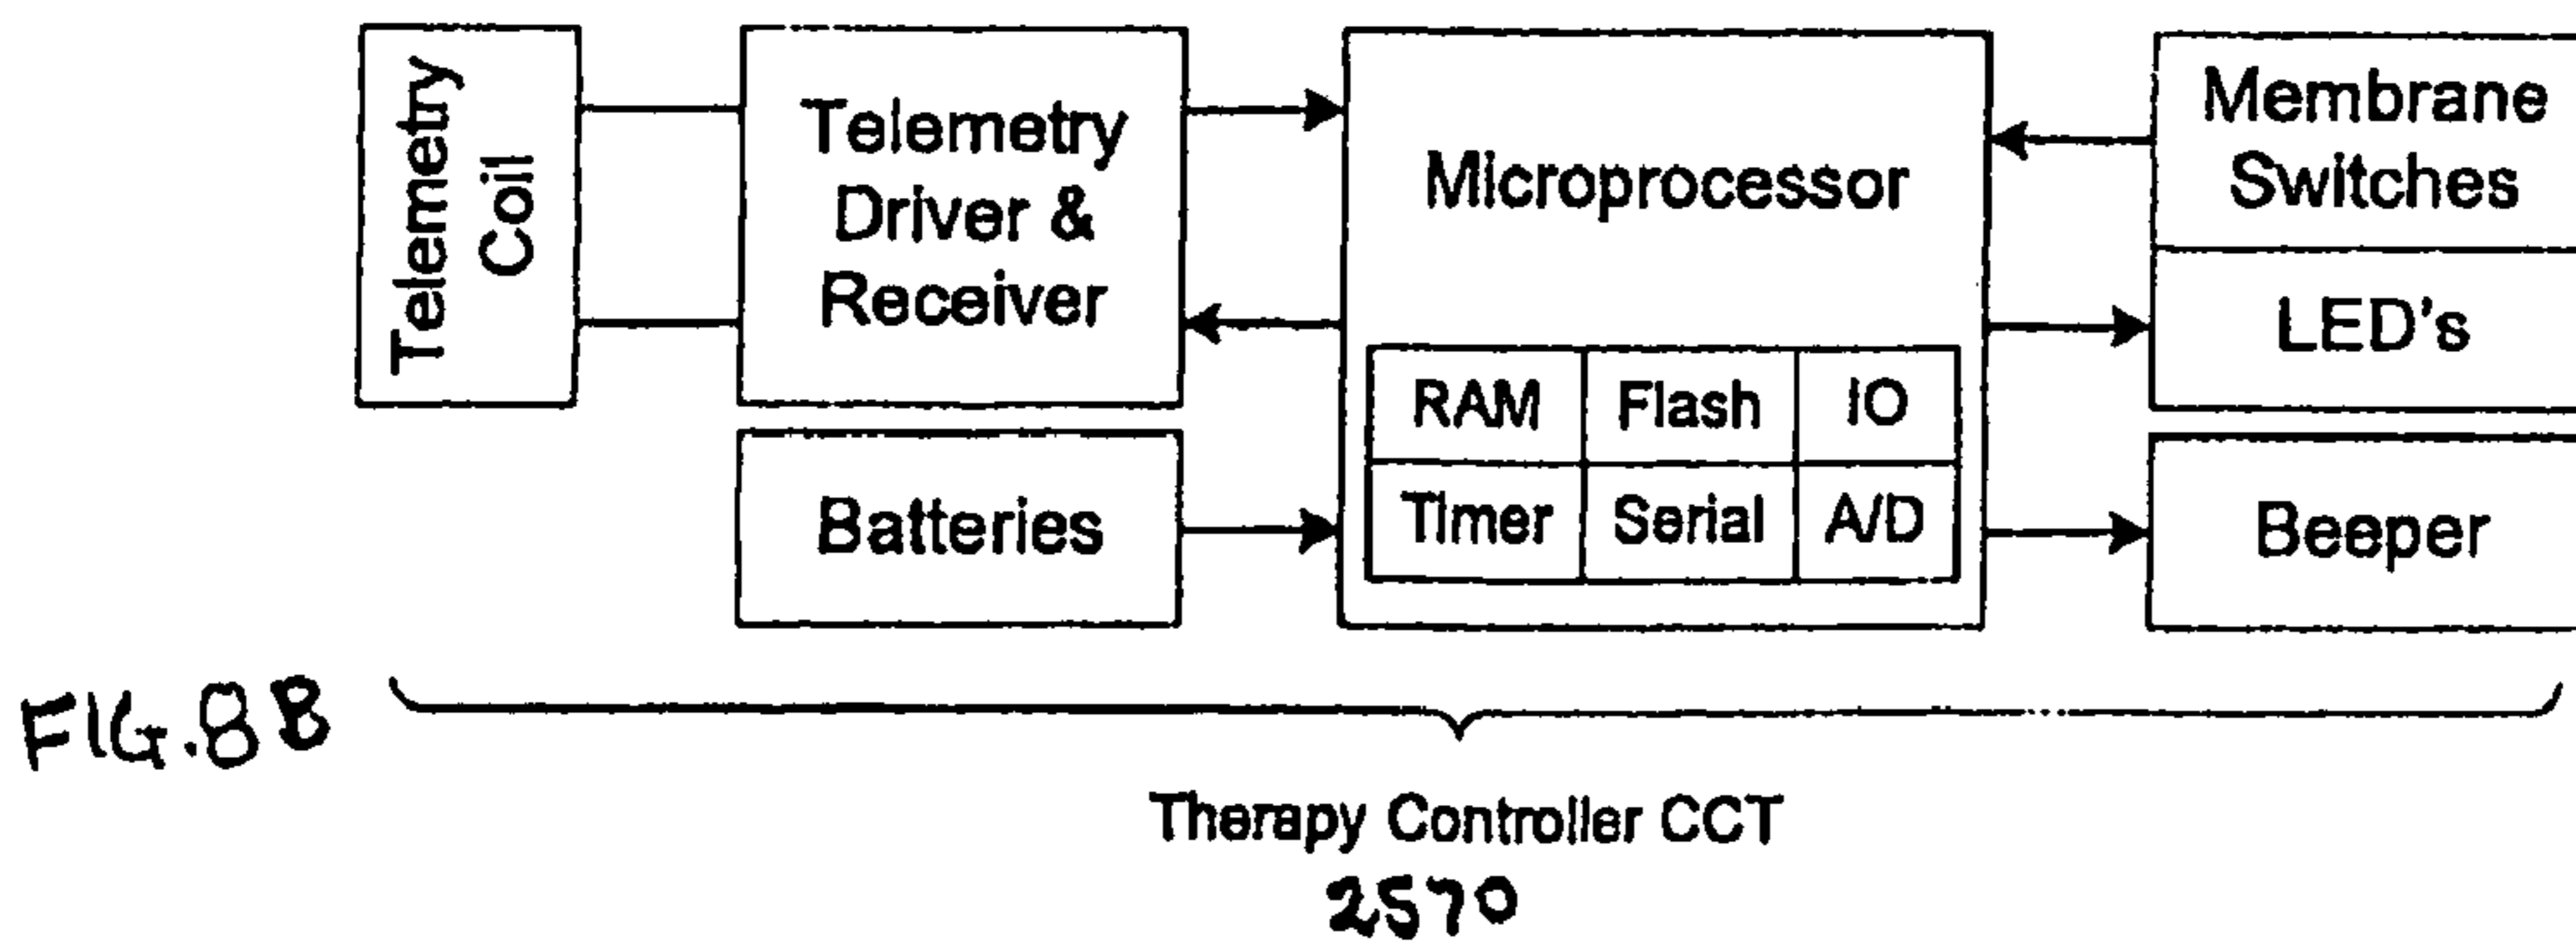 Telemetry
Coil
Telemetry
Driver &
Receiver
Batteries
Microprocessor
RAM Flash IO
Timer Serial A/D
Membrane
Switches
LED's
Beeper
FIG.8B
Therapy Controller CCT
2570